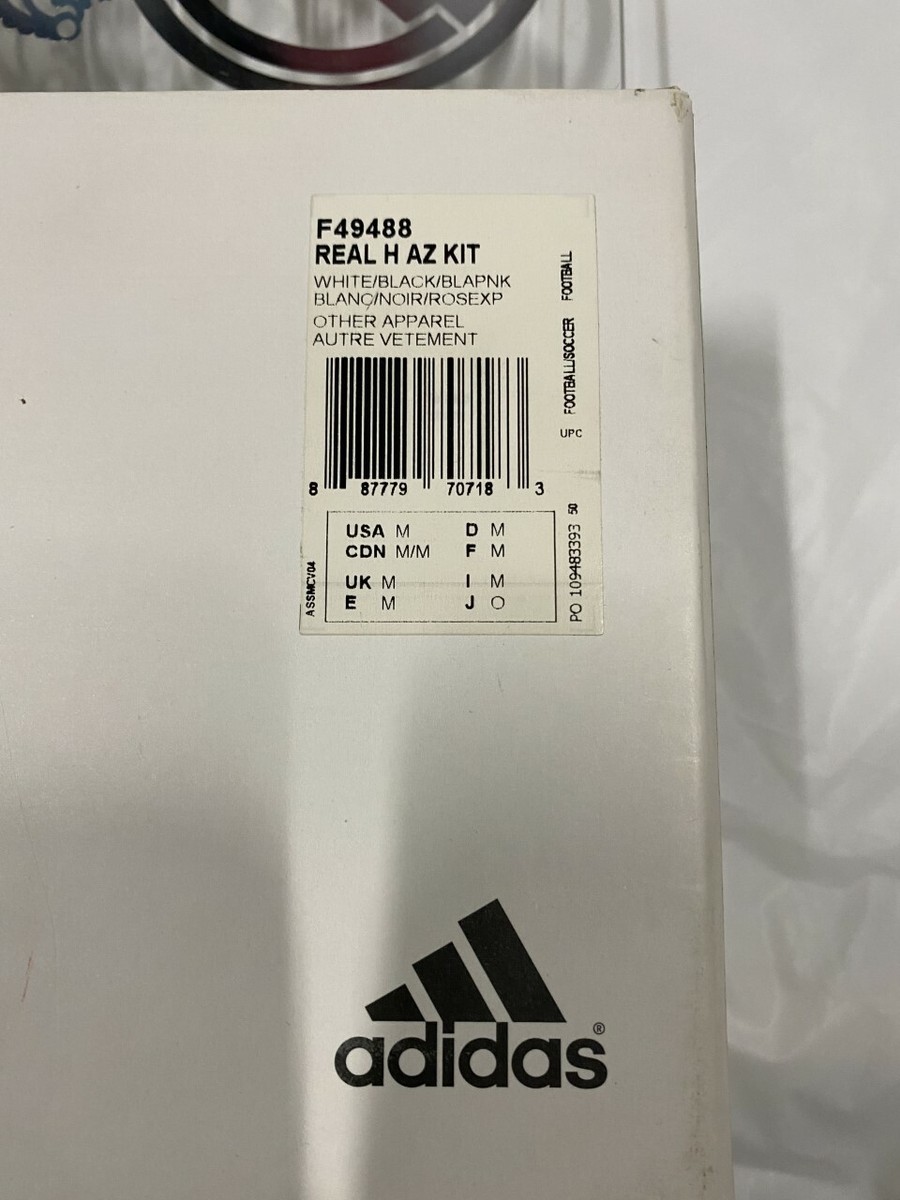 F49488
REAL H AZ KIT
WHITE/BLACK/BLAPNK
BLANC/NOIR/ROSEXP
OTHER APPAREL
AUTRE VETEMENT
FOOTBALL/SOCCER FOOTBALL
UPC
8 87779 70718 3
USA M D M
CDN M/M F M
UK M I M
E M J O
ASSMCV04
PO 109483393 50
adidas®